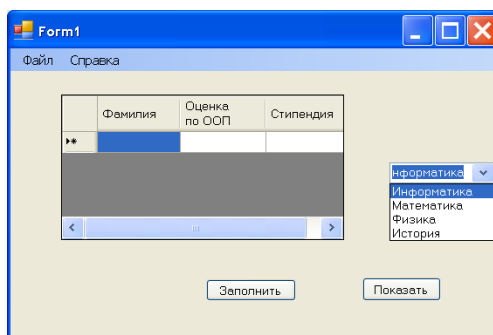 Form1
Файл Справка
Фамилия Оценка по ООП Стипендия
нформатика
Информатика
Математика
Физика
История
Заполнить Показать